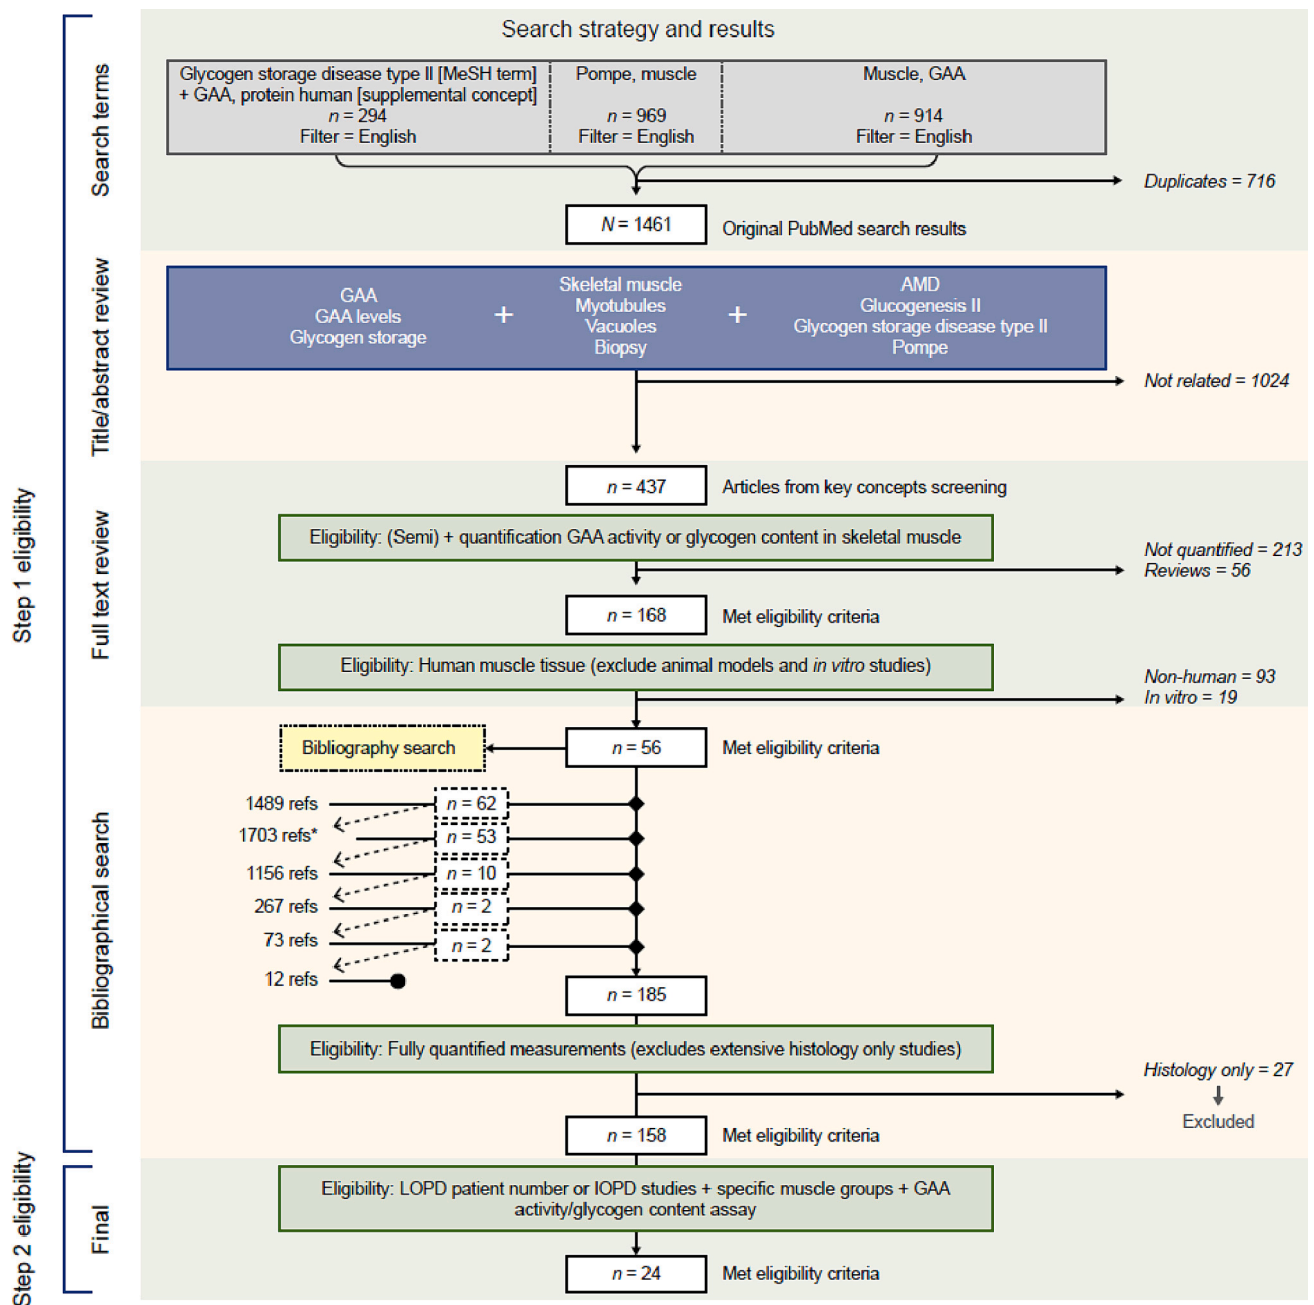 Search strategy and results
Search terms
Glycogen storage disease type II [MeSH term]
+ GAA, protein human [supplemental concept]
n = 294
Filter = English
Pompe, muscle
n = 969
Filter = English
Muscle, GAA
n = 914
Filter = English
Duplicates = 716
N = 1461
Original PubMed search results
Title/abstract review
GAA
GAA levels
Glycogen storage
+
Skeletal muscle
Myotubules
Vacuoles
Biopsy
+
AMD
Glucogenesis II
Glycogen storage disease type II
Pompe
Not related = 1024
Step 1 eligibility
Full text review
n = 437
Articles from key concepts screening
Eligibility: (Semi) + quantification GAA activity or glycogen content in skeletal muscle
Not quantified = 213
Reviews = 56
n = 168
Met eligibility criteria
Eligibility: Human muscle tissue (exclude animal models and in vitro studies)
Non-human = 93
In vitro = 19
Bibliographical search
Bibliography search
n = 56
Met eligibility criteria
1489 refs
n = 62
1703 refs*
n = 53
1156 refs
n = 10
267 refs
n = 2
73 refs
n = 2
12 refs
n = 185
Eligibility: Fully quantified measurements (excludes extensive histology only studies)
Histology only = 27
Excluded
n = 158
Met eligibility criteria
Step 2 eligibility
Final
Eligibility: LOPD patient number or IOPD studies + specific muscle groups + GAA
activity/glycogen content assay
n = 24
Met eligibility criteria